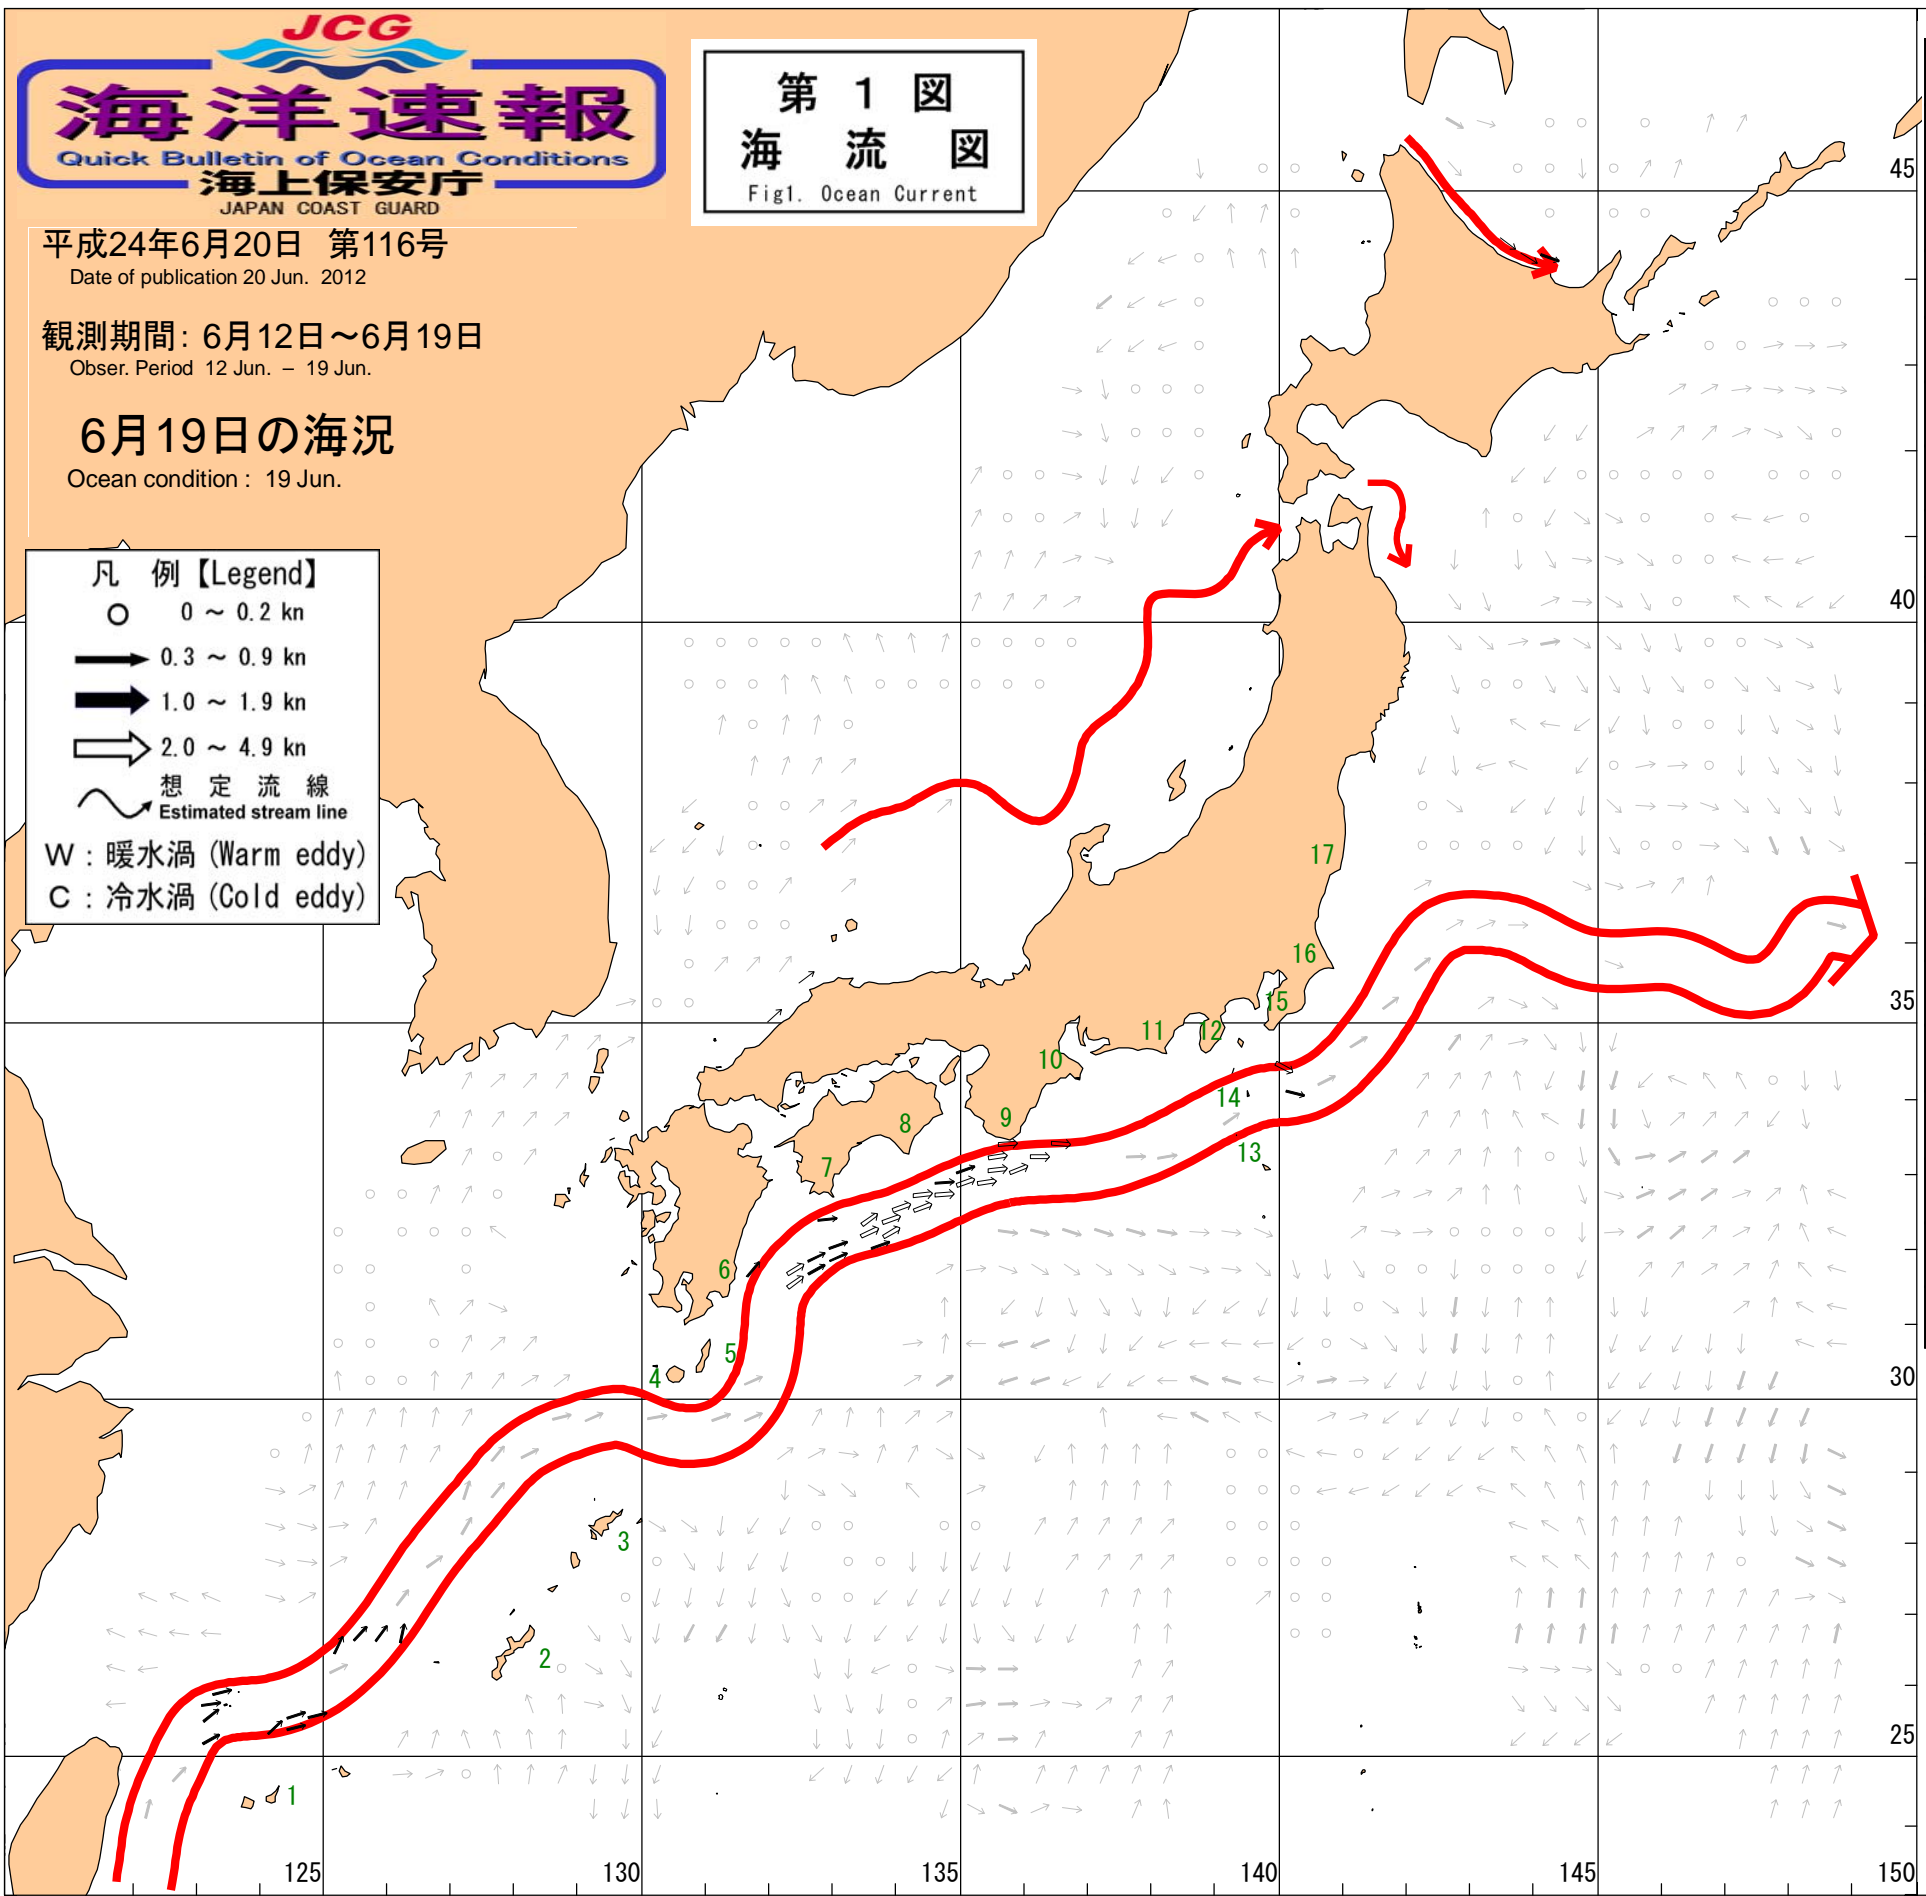 JCG
海洋速報
Quick Bulletin of Ocean Conditions
海上保安庁
JAPAN COAST GUARD
第 1 図
海 流 図
Fig1. Ocean Current
平成24年6月20日 第116号
Date of publication 20 Jun. 2012
観測期間: 6月12日～6月19日
Obser. Period 12 Jun. – 19 Jun.
6月19日の海況
Ocean condition : 19 Jun.
凡 例【Legend】
0 ～ 0.2 kn
0.3 ～ 0.9 kn
1.0 ～ 1.9 kn
2.0 ～ 4.9 kn
想 定 流 線
Estimated stream line
W : 暖水渦 (Warm eddy)
C : 冷水渦 (Cold eddy)
45
40
17
16
35
15
11
12
10
14
8
9
13
7
6
5
4
30
3
2
25
1
125
130
135
140
145
150